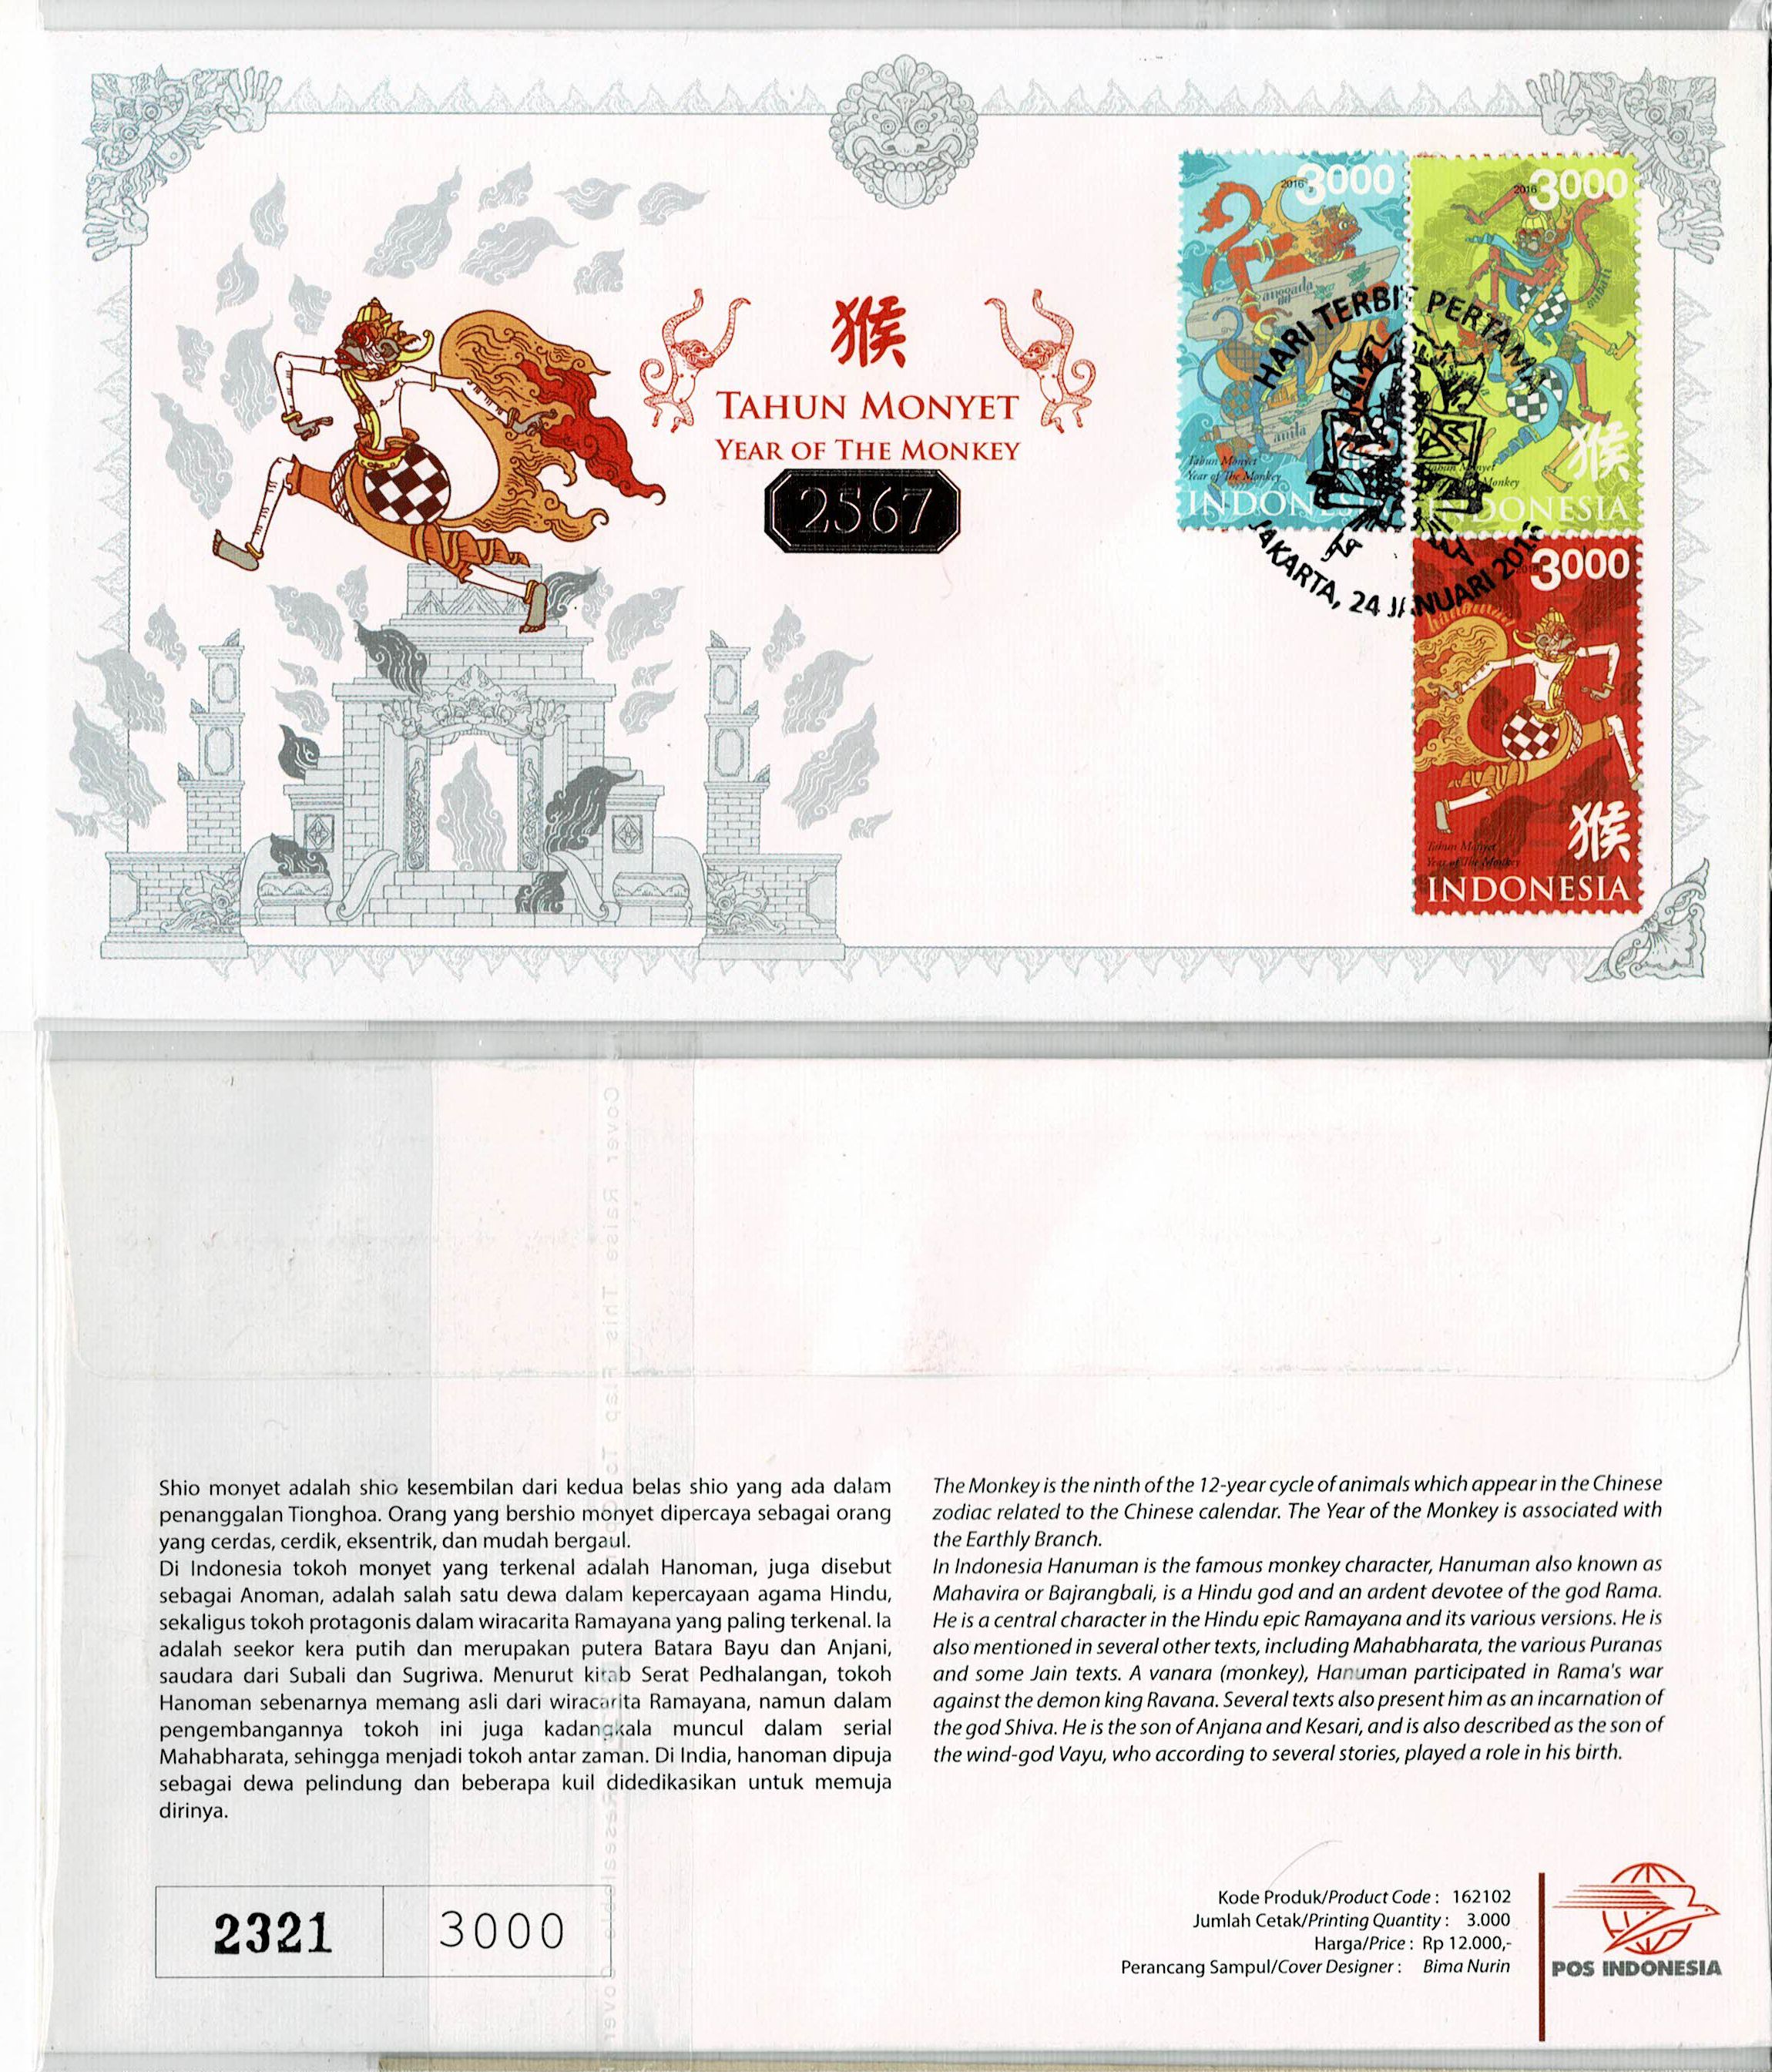 猴
TAHUN MONYET
YEAR OF THE MONKEY
2567
2016 3000
anggada
anila
Tahun Monyet
Year of The Monkey
INDONESIA
2016 3000
subali
猴
Tahun Monyet
Year of The Monkey
INDONESIA
HARI TERBIT PERTAMA
JAKARTA, 24 JANUARI 2016
2016 3000
hanoman
猴
Tahun Monyet
Year of The Monkey
INDONESIA
Shio monyet adalah shio kesembilan dari kedua belas shio yang ada dalam
penanggalan Tionghoa. Orang yang bershio monyet dipercaya sebagai orang
yang cerdas, cerdik, eksentrik, dan mudah bergaul.
Di Indonesia tokoh monyet yang terkenal adalah Hanoman, juga disebut
sebagai Anoman, adalah salah satu dewa dalam kepercayaan agama Hindu,
sekaligus tokoh protagonis dalam wiracarita Ramayana yang paling terkenal. Ia
adalah seekor kera putih dan merupakan putera Batara Bayu dan Anjani,
saudara dari Subali dan Sugriwa. Menurut kitab Serat Pedhalangan, tokoh
Hanoman sebenarnya memang asli dari wiracarita Ramayana, namun dalam
pengembangannya tokoh ini juga kadangkala muncul dalam serial
Mahabharata, sehingga menjadi tokoh antar zaman. Di India, hanoman dipuja
sebagai dewa pelindung dan beberapa kuil didedikasikan untuk memuja
dirinya.
The Monkey is the ninth of the 12-year cycle of animals which appear in the Chinese
zodiac related to the Chinese calendar. The Year of the Monkey is associated with
the Earthly Branch.
In Indonesia Hanuman is the famous monkey character, Hanuman also known as
Mahavira or Bajrangbali, is a Hindu god and an ardent devotee of the god Rama.
He is a central character in the Hindu epic Ramayana and its various versions. He is
also mentioned in several other texts, including Mahabharata, the various Puranas
and some Jain texts. A vanara (monkey), Hanuman participated in Rama's war
against the demon king Ravana. Several texts also present him as an incarnation of
the god Shiva. He is the son of Anjana and Kesari, and is also described as the son of
the wind-god Vayu, who according to several stories, played a role in his birth.
2321 3000
Kode Produk/Product Code : 162102
Jumlah Cetak/Printing Quantity : 3.000
Harga/Price : Rp 12.000,-
Perancang Sampul/Cover Designer : Bima Nurin
POS INDONESIA
Cover Raise This Flap To